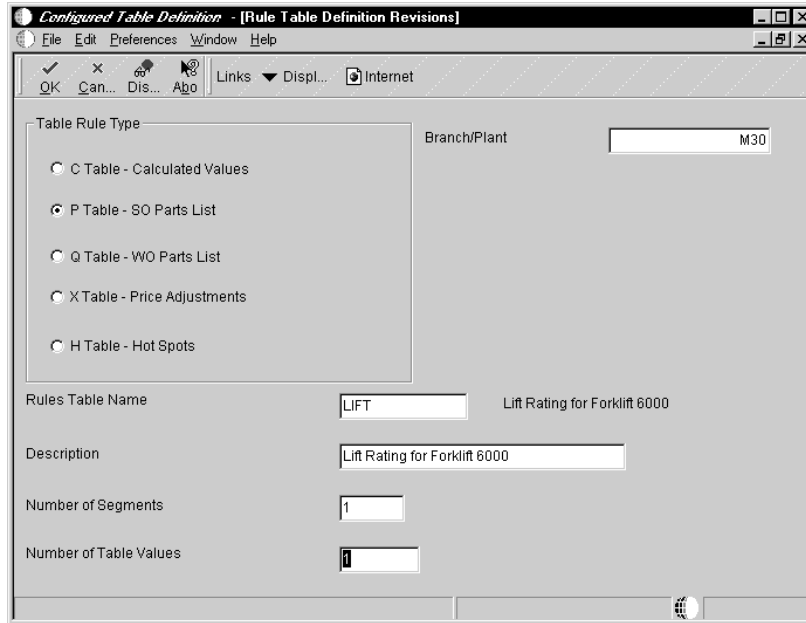 Configured Table Definition - [Rule Table Definition Revisions]
File Edit Preferences Window Help
OK Can... Dis... Abo Links Displ... Internet
Table Rule Type
Branch/Plant M30
C Table - Calculated Values
P Table - SO Parts List
Q Table - WO Parts List
X Table - Price Adjustments
H Table - Hot Spots
Rules Table Name LIFT Lift Rating for Forklift 6000
Description Lift Rating for Forklift 6000
Number of Segments 1
Number of Table Values 1